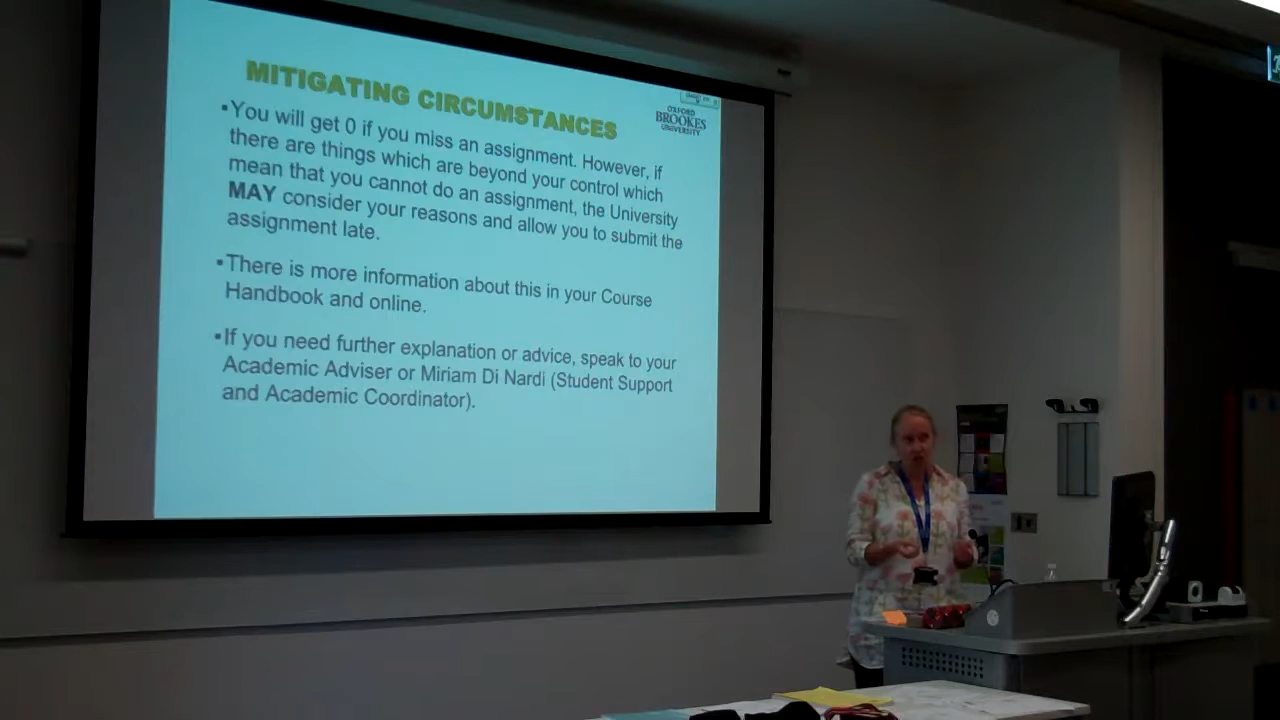 MITIGATING CIRCUMSTANCES
OXFORD
BROOKES
UNIVERSITY
▪You will get 0 if you miss an assignment. However, if
there are things which are beyond your control which
mean that you cannot do an assignment, the University
MAY consider your reasons and allow you to submit the
assignment late.
▪There is more information about this in your Course
Handbook and online.
▪If you need further explanation or advice, speak to your
Academic Adviser or Miriam Di Nardi (Student Support
and Academic Coordinator).